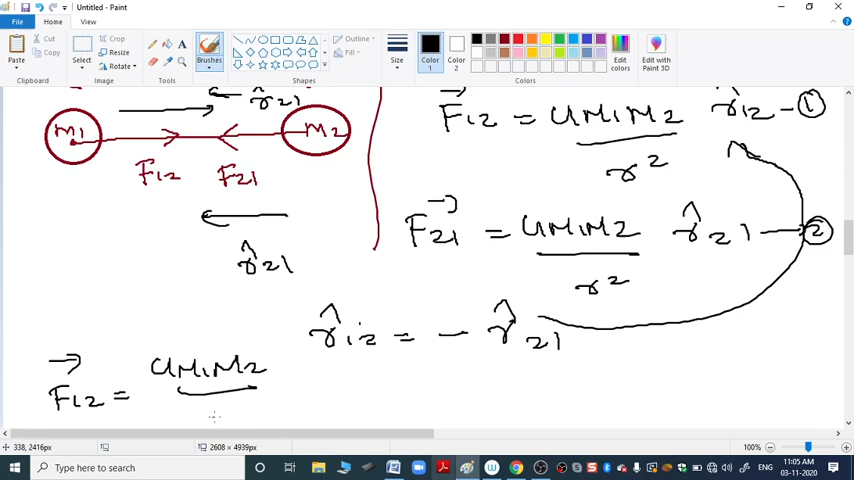 Untitled - Paint
File Home View
Paste Cut Copy Select Crop Resize Rotate Brushes Outline Fill Size Color 1 Color 2 Edit colors Edit with Paint 3D
Clipboard Image Tools Shapes Colors
r̂21
M1 M2
F12 F21
r̂21
F⃗12 = GM1M2/r² r̂12 - ①
F⃗21 = GM1M2/r² r̂21 - ②
r̂12 = - r̂21
F⃗12 = GM1M2
338, 2416px 2608 × 4939px 100%
Type here to search ENG 11:05 AM 03-11-2020